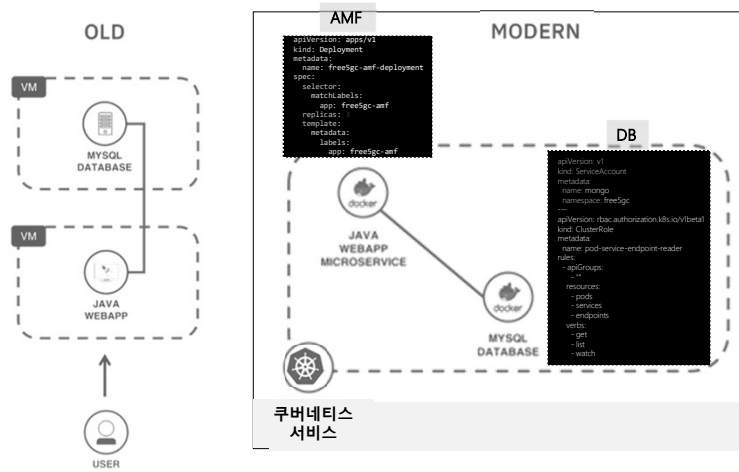 OLD
VM
MYSQL
DATABASE
VM
JAVA
WEBAPP
USER
AMF
MODERN
apiVersion: apps/v1
kind: Deployment
metadata:
name: free5gc-amf-deployment
spec:
selector:
matchLabels:
app: free5gc-amf
replicas: 3
template:
metadata:
labels:
app: free5gc-amf
docker
JAVA
WEBAPP
MICROSERVICE
docker
MYSQL
DATABASE
DB
apiVersion: v1
kind: ServiceAccount
metadata:
name: mongo
namespace: free5gc
---
apiVersion: rbac.authorization.k8s.io/v1beta1
kind: ClusterRole
metadata:
name: pod-service-endpoint-reader
rules:
- apiGroups:
- ""
resources:
- pods
- services
- endpoints
verbs:
- get
- list
- watch
쿠버네티스
서비스